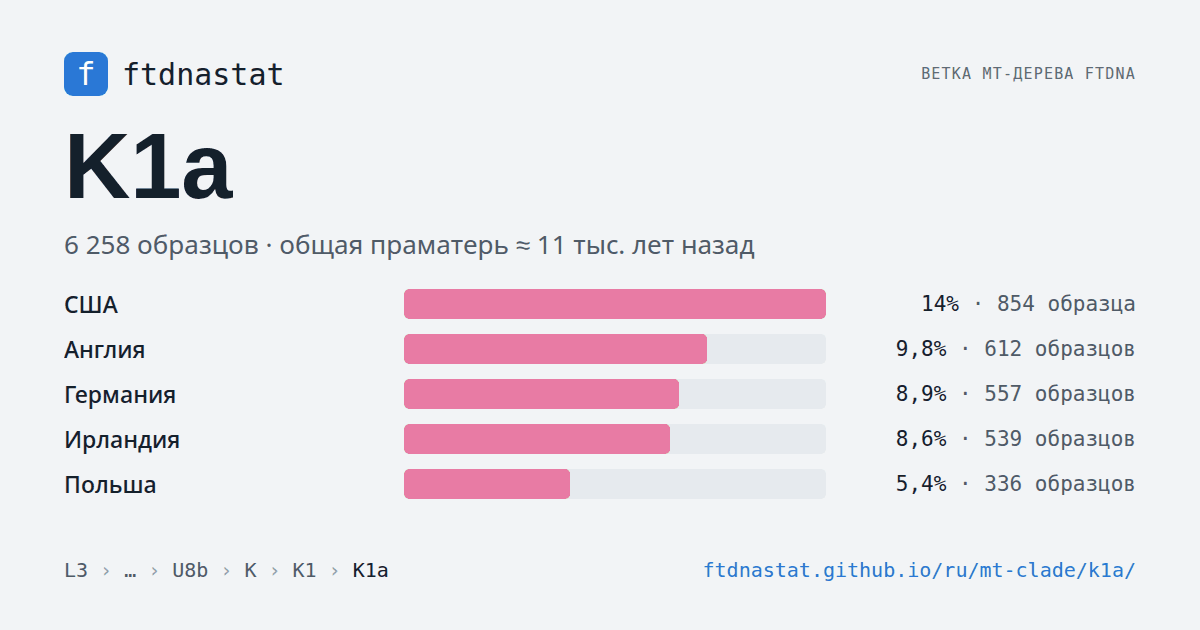 f ftdnastat
ВЕТКА МТ-ДЕРЕВА FTDNA
K1a
6 258 образцов · общая праматерь ≈ 11 тыс. лет назад
США 14% · 854 образца
Англия 9,8% · 612 образцов
Германия 8,9% · 557 образцов
Ирландия 8,6% · 539 образцов
Польша 5,4% · 336 образцов
L3 › … › U8b › K › K1 › K1a
ftdnastat.github.io/ru/mt-clade/k1a/